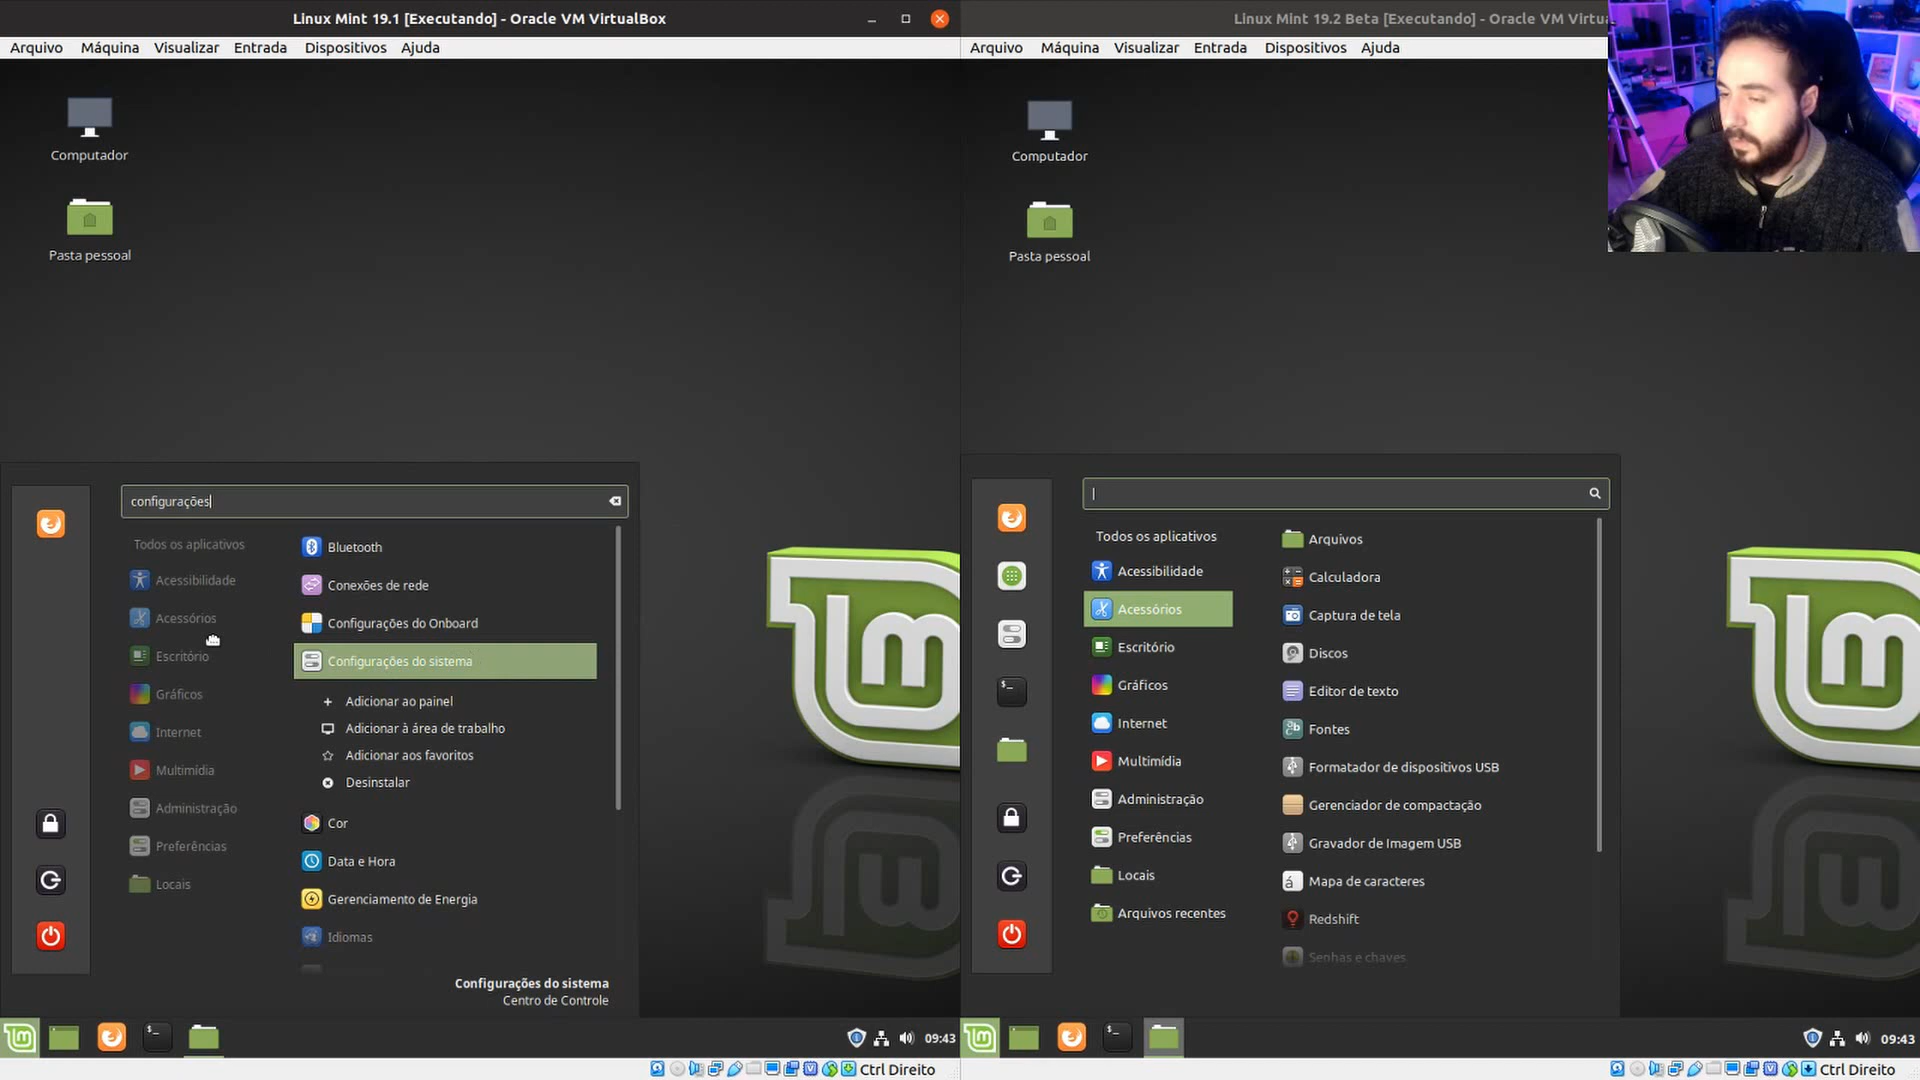 Linux Mint 19.1 [Executando] - Oracle VM VirtualBox
Arquivo Máquina Visualizar Entrada Dispositivos Ajuda
Computador
Pasta pessoal
configurações
Todos os aplicativos
Acessibilidade
Acessórios
Escritório
Gráficos
Internet
Multimídia
Administração
Preferências
Locais
Bluetooth
Conexões de rede
Configurações do Onboard
Configurações do sistema
Adicionar ao painel
Adicionar à área de trabalho
Adicionar aos favoritos
Desinstalar
Cor
Data e Hora
Gerenciamento de Energia
Idiomas
Configurações do sistema
Centro de Controle
09:43
Ctrl Direito
Linux Mint 19.2 Beta [Executando] - Oracle VM Virtua
Arquivo Máquina Visualizar Entrada Dispositivos Ajuda
Computador
Pasta pessoal
Todos os aplicativos
Acessibilidade
Acessórios
Escritório
Gráficos
Internet
Multimídia
Administração
Preferências
Locais
Arquivos recentes
Arquivos
Calculadora
Captura de tela
Discos
Editor de texto
Fontes
Formatador de dispositivos USB
Gerenciador de compactação
Gravador de Imagem USB
Mapa de caracteres
Redshift
Senhas e chaves
09:43
Ctrl Direito